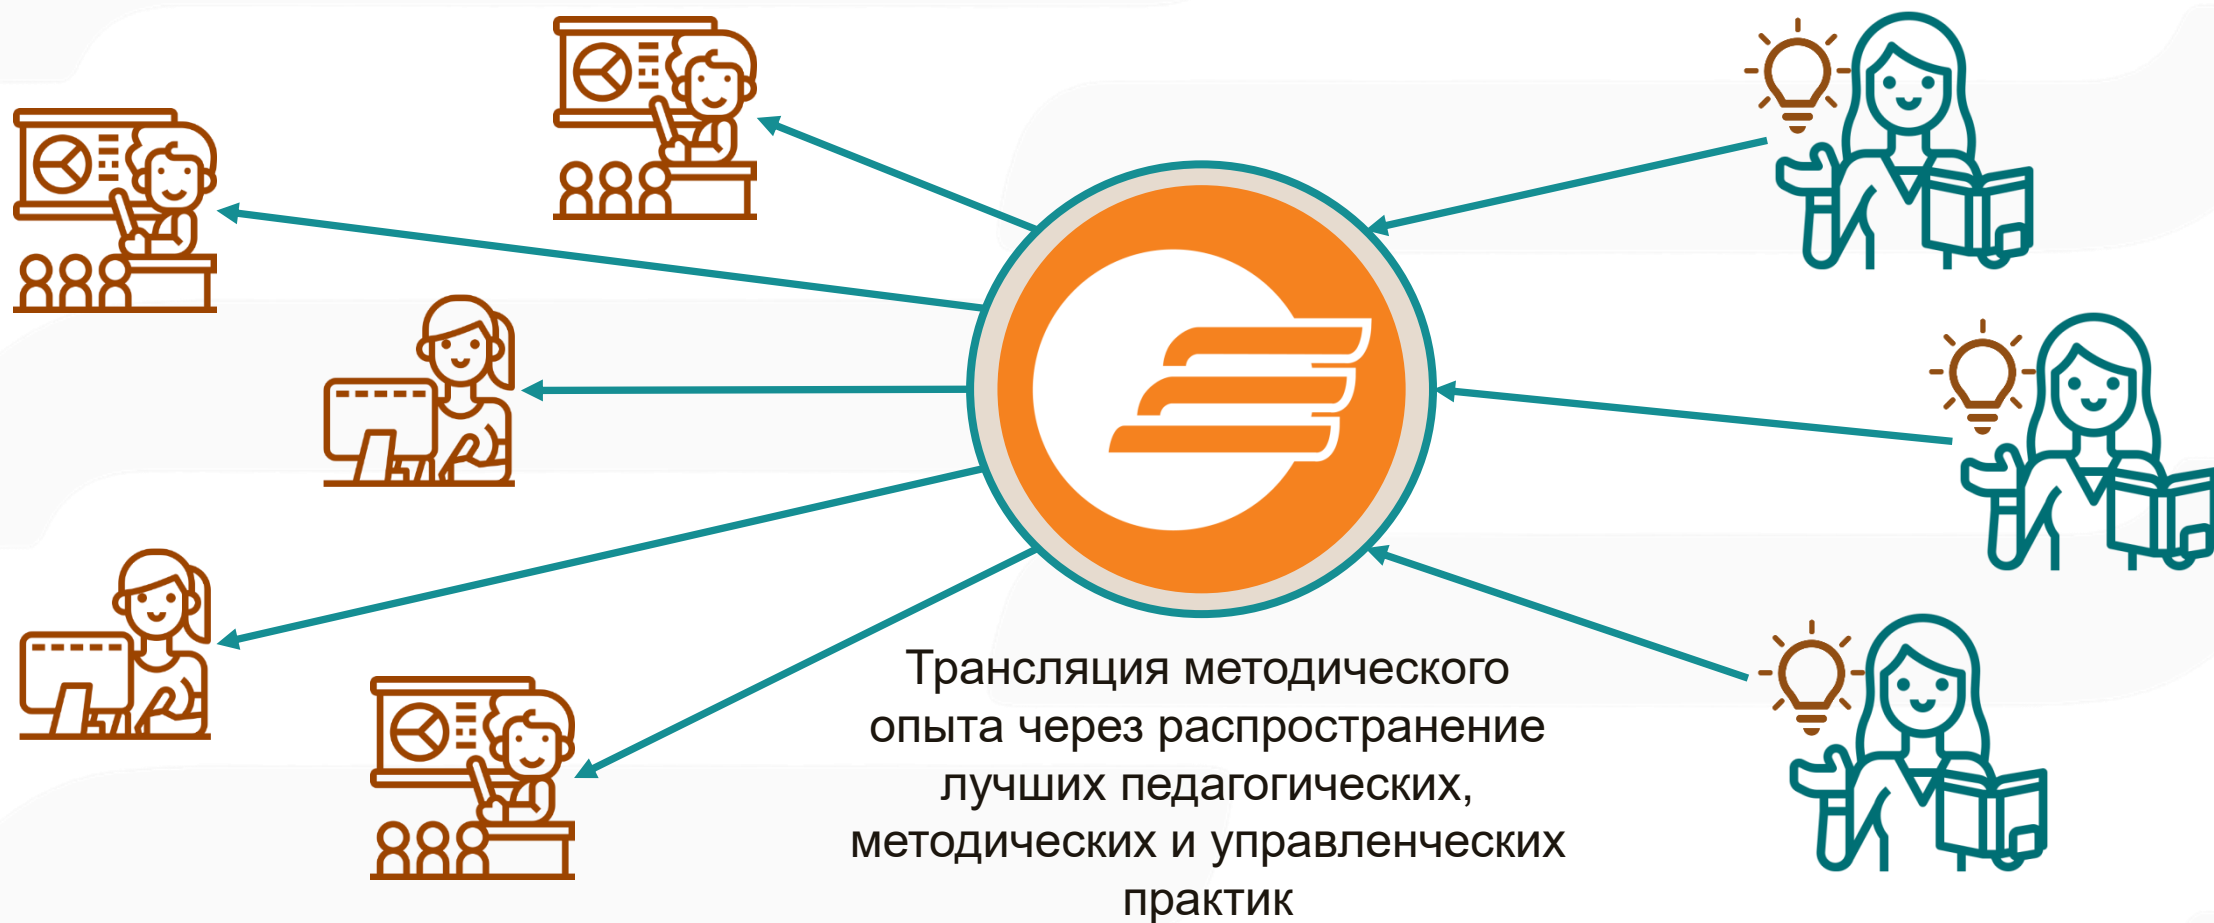 Трансляция методического
опыта через распространение
лучших педагогических,
методических и управленческих
практик